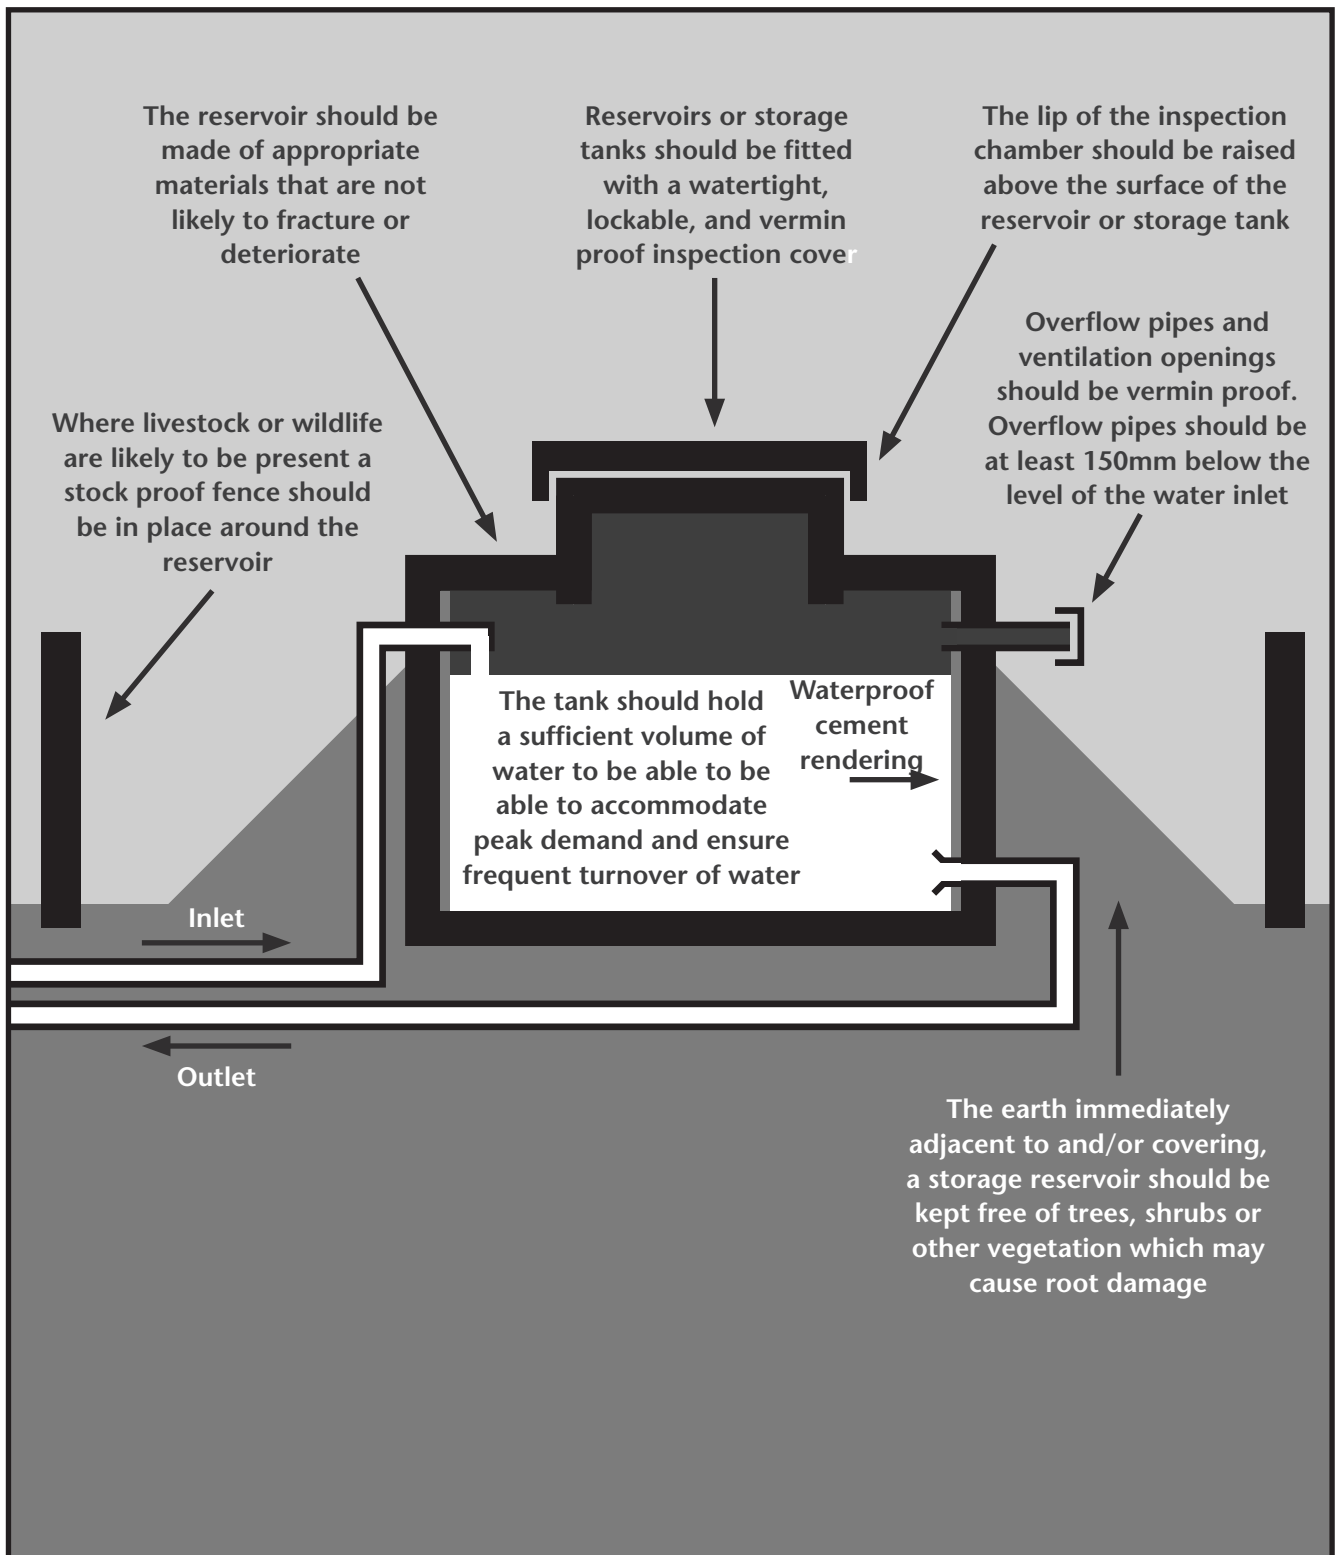 The reservoir should be
made of appropriate
materials that are not
likely to fracture or
deteriorate
Reservoirs or storage
tanks should be fitted
with a watertight,
lockable, and vermin
proof inspection cover
The lip of the inspection
chamber should be raised
above the surface of the
reservoir or storage tank
Overflow pipes and
ventilation openings
should be vermin proof.
Overflow pipes should be
at least 150mm below the
level of the water inlet
Where livestock or wildlife
are likely to be present a
stock proof fence should
be in place around the
reservoir
The tank should hold
a sufficient volume of
water to be able to be
able to accommodate
peak demand and ensure
frequent turnover of water
Waterproof
cement
rendering
Inlet
Outlet
The earth immediately
adjacent to and/or covering,
a storage reservoir should be
kept free of trees, shrubs or
other vegetation which may
cause root damage